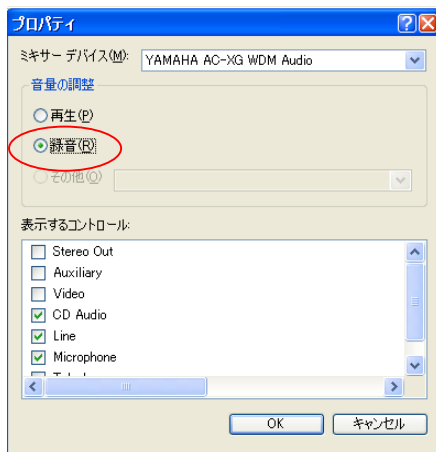 プロパティ
ミキサー デバイス(M): YAMAHA AC-XG WDM Audio
音量の調整
再生(P)
録音(R)
その他(O)
表示するコントロール:
Stereo Out
Auxiliary
Video
CD Audio
Line
Microphone
OK キャンセル